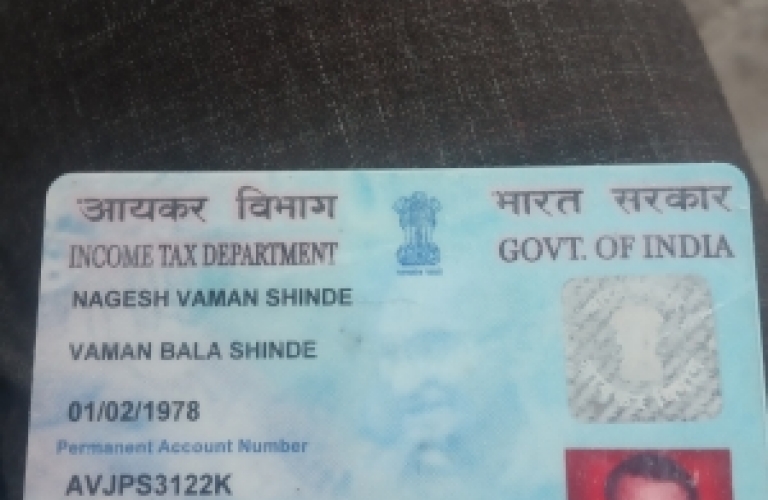 आयकर विभाग भारत सरकार
INCOME TAX DEPARTMENT GOVT. OF INDIA
NAGESH VAMAN SHINDE
VAMAN BALA SHINDE
01/02/1978
Permanent Account Number
AVJPS3122K